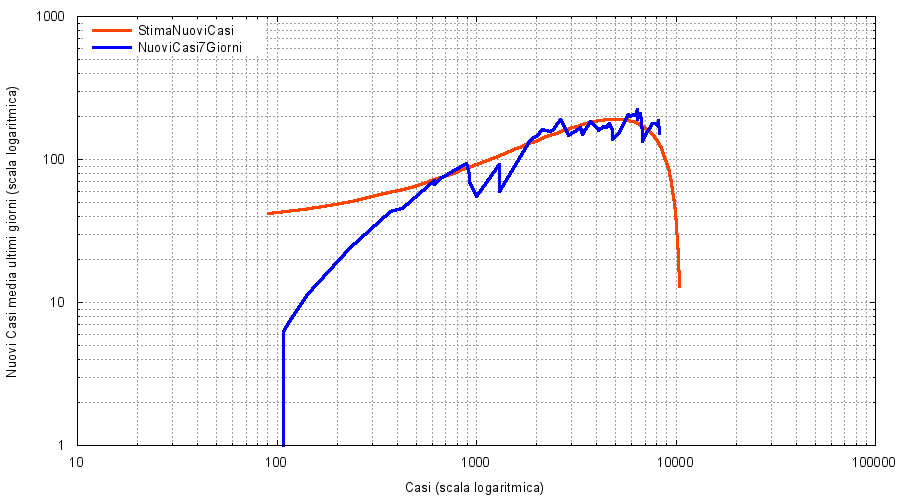 1000
StimaNuoviCasi
NuoviCasi7Giorni
100
10
1
Nuovi Casi media ultimi giorni (scala logaritmica)
10
100
1000
10000
100000
Casi (scala logaritmica)